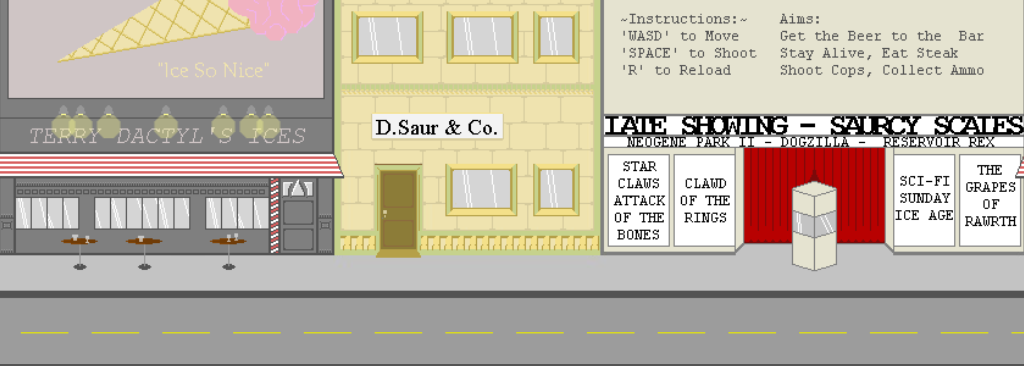 "Ice So Nice"
TERRY DACTYL'S ICES
D.Saur & Co.
~Instructions:~
'WASD' to Move
'SPACE' to Shoot
'R' to Reload
Aims:
Get the Beer to the Bar
Stay Alive, Eat Steak
Shoot Cops, Collect Ammo
LATE SHOWING - SAURCY SCALES
NEOGENE PARK II - DOGZILLA - RESERVOIR REX
STAR
CLAWS
ATTACK
OF THE
BONES
CLAWD
OF THE
RINGS
SCI-FI
SUNDAY
ICE AGE
THE
GRAPES
OF
RAWRTH